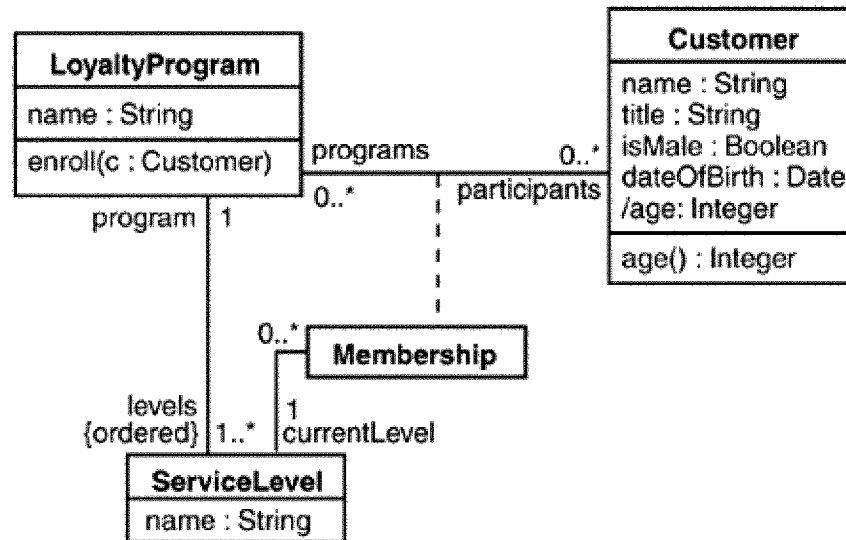 LoyaltyProgram
name : String
enroll(c : Customer)
Customer
name : String
title : String
isMale : Boolean
dateOfBirth : Date
/age: Integer
age() : Integer
programs
0..*
0..*
participants
program
1
0..*
Membership
levels
{ordered}
1..*
1
currentLevel
ServiceLevel
name : String